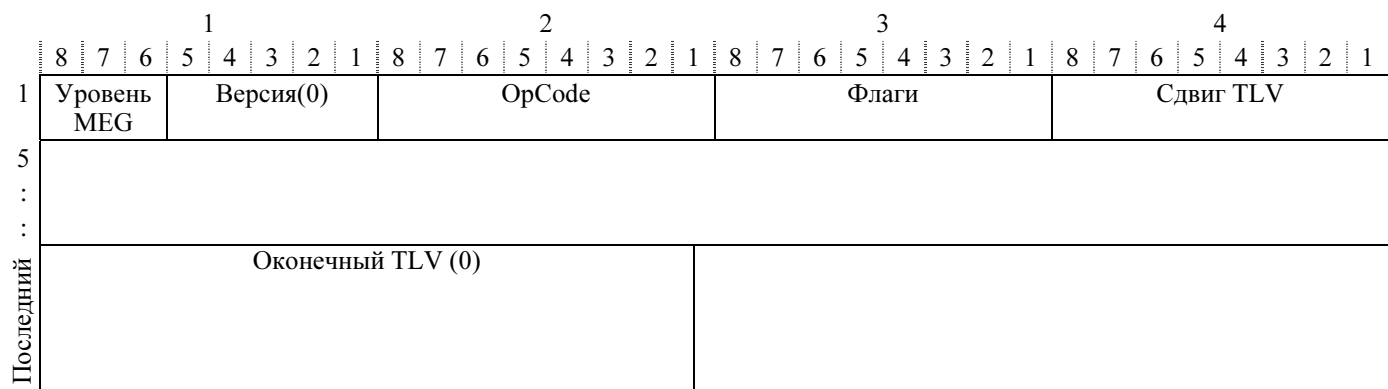 1 2 3 4
8 7 6 5 4 3 2 1 8 7 6 5 4 3 2 1 8 7 6 5 4 3 2 1 8 7 6 5 4 3 2 1
1 Уровень MEG Версия(0) OpCode Флаги Сдвиг TLV
5
:
:
Последний Оконечный TLV (0)